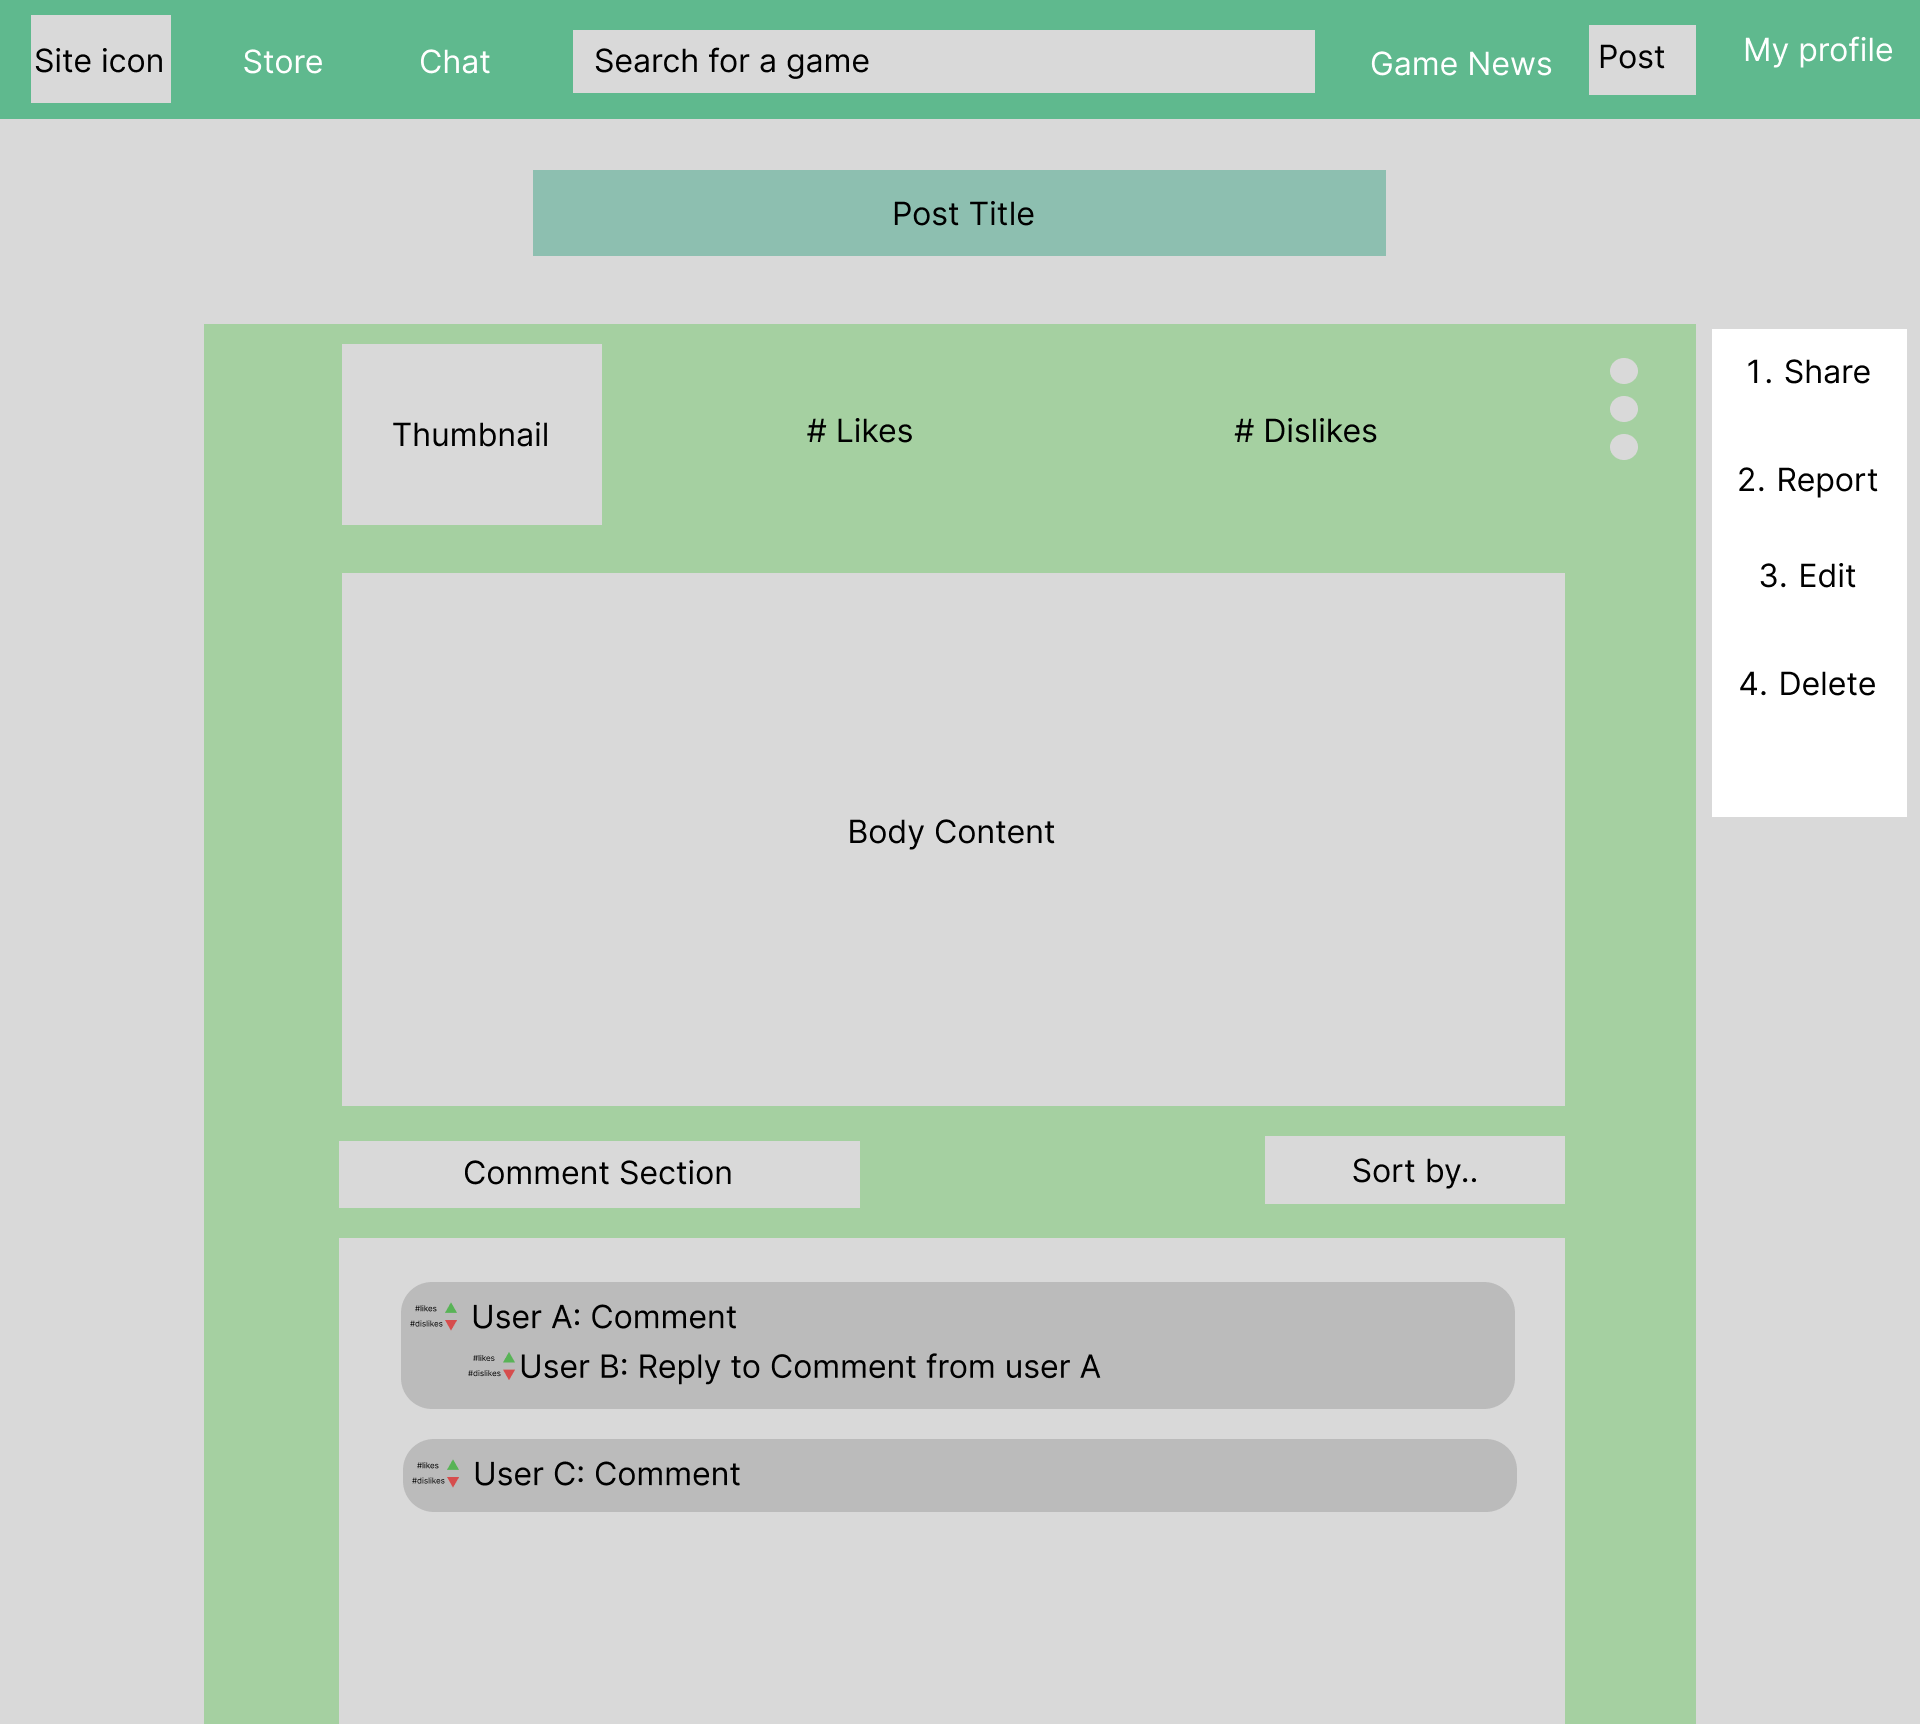 Site icon
Store
Chat
Search for a game
Game News
Post
My profile
Post Title
Thumbnail
# Likes
# Dislikes
1. Share
2. Report
3. Edit
4. Delete
Body Content
Comment Section
Sort by..
#likes
#dislikes
User A: Comment
#likes
#dislikes
User B: Reply to Comment from user A
#likes
#dislikes
User C: Comment